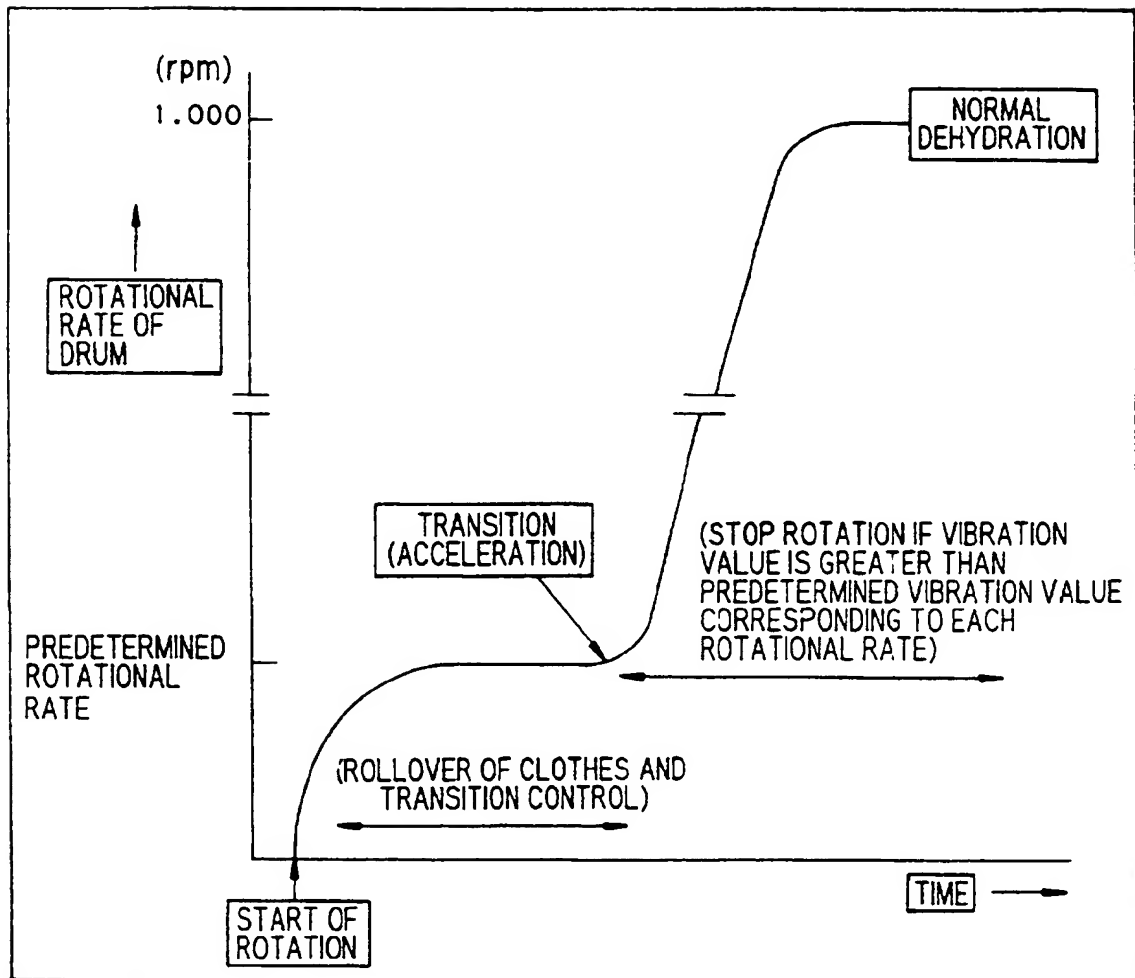 (rpm)
1.000
NORMAL
DEHYDRATION
ROTATIONAL
RATE OF
DRUM
TRANSITION
(ACCELERATION)
(STOP ROTATION IF VIBRATION
VALUE IS GREATER THAN
PREDETERMINED VIBRATION VALUE
CORRESPONDING TO EACH
ROTATIONAL RATE)
PREDETERMINED
ROTATIONAL
RATE
(ROLLOVER OF CLOTHES AND
TRANSITION CONTROL)
TIME
START OF
ROTATION